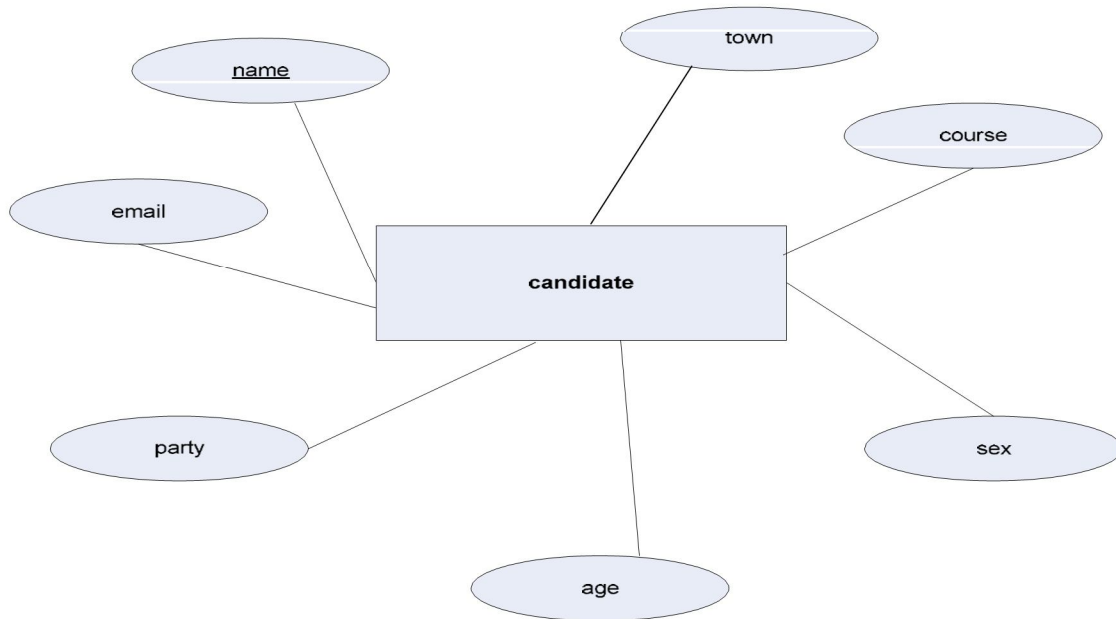 town
name
course
email
candidate
party
sex
age